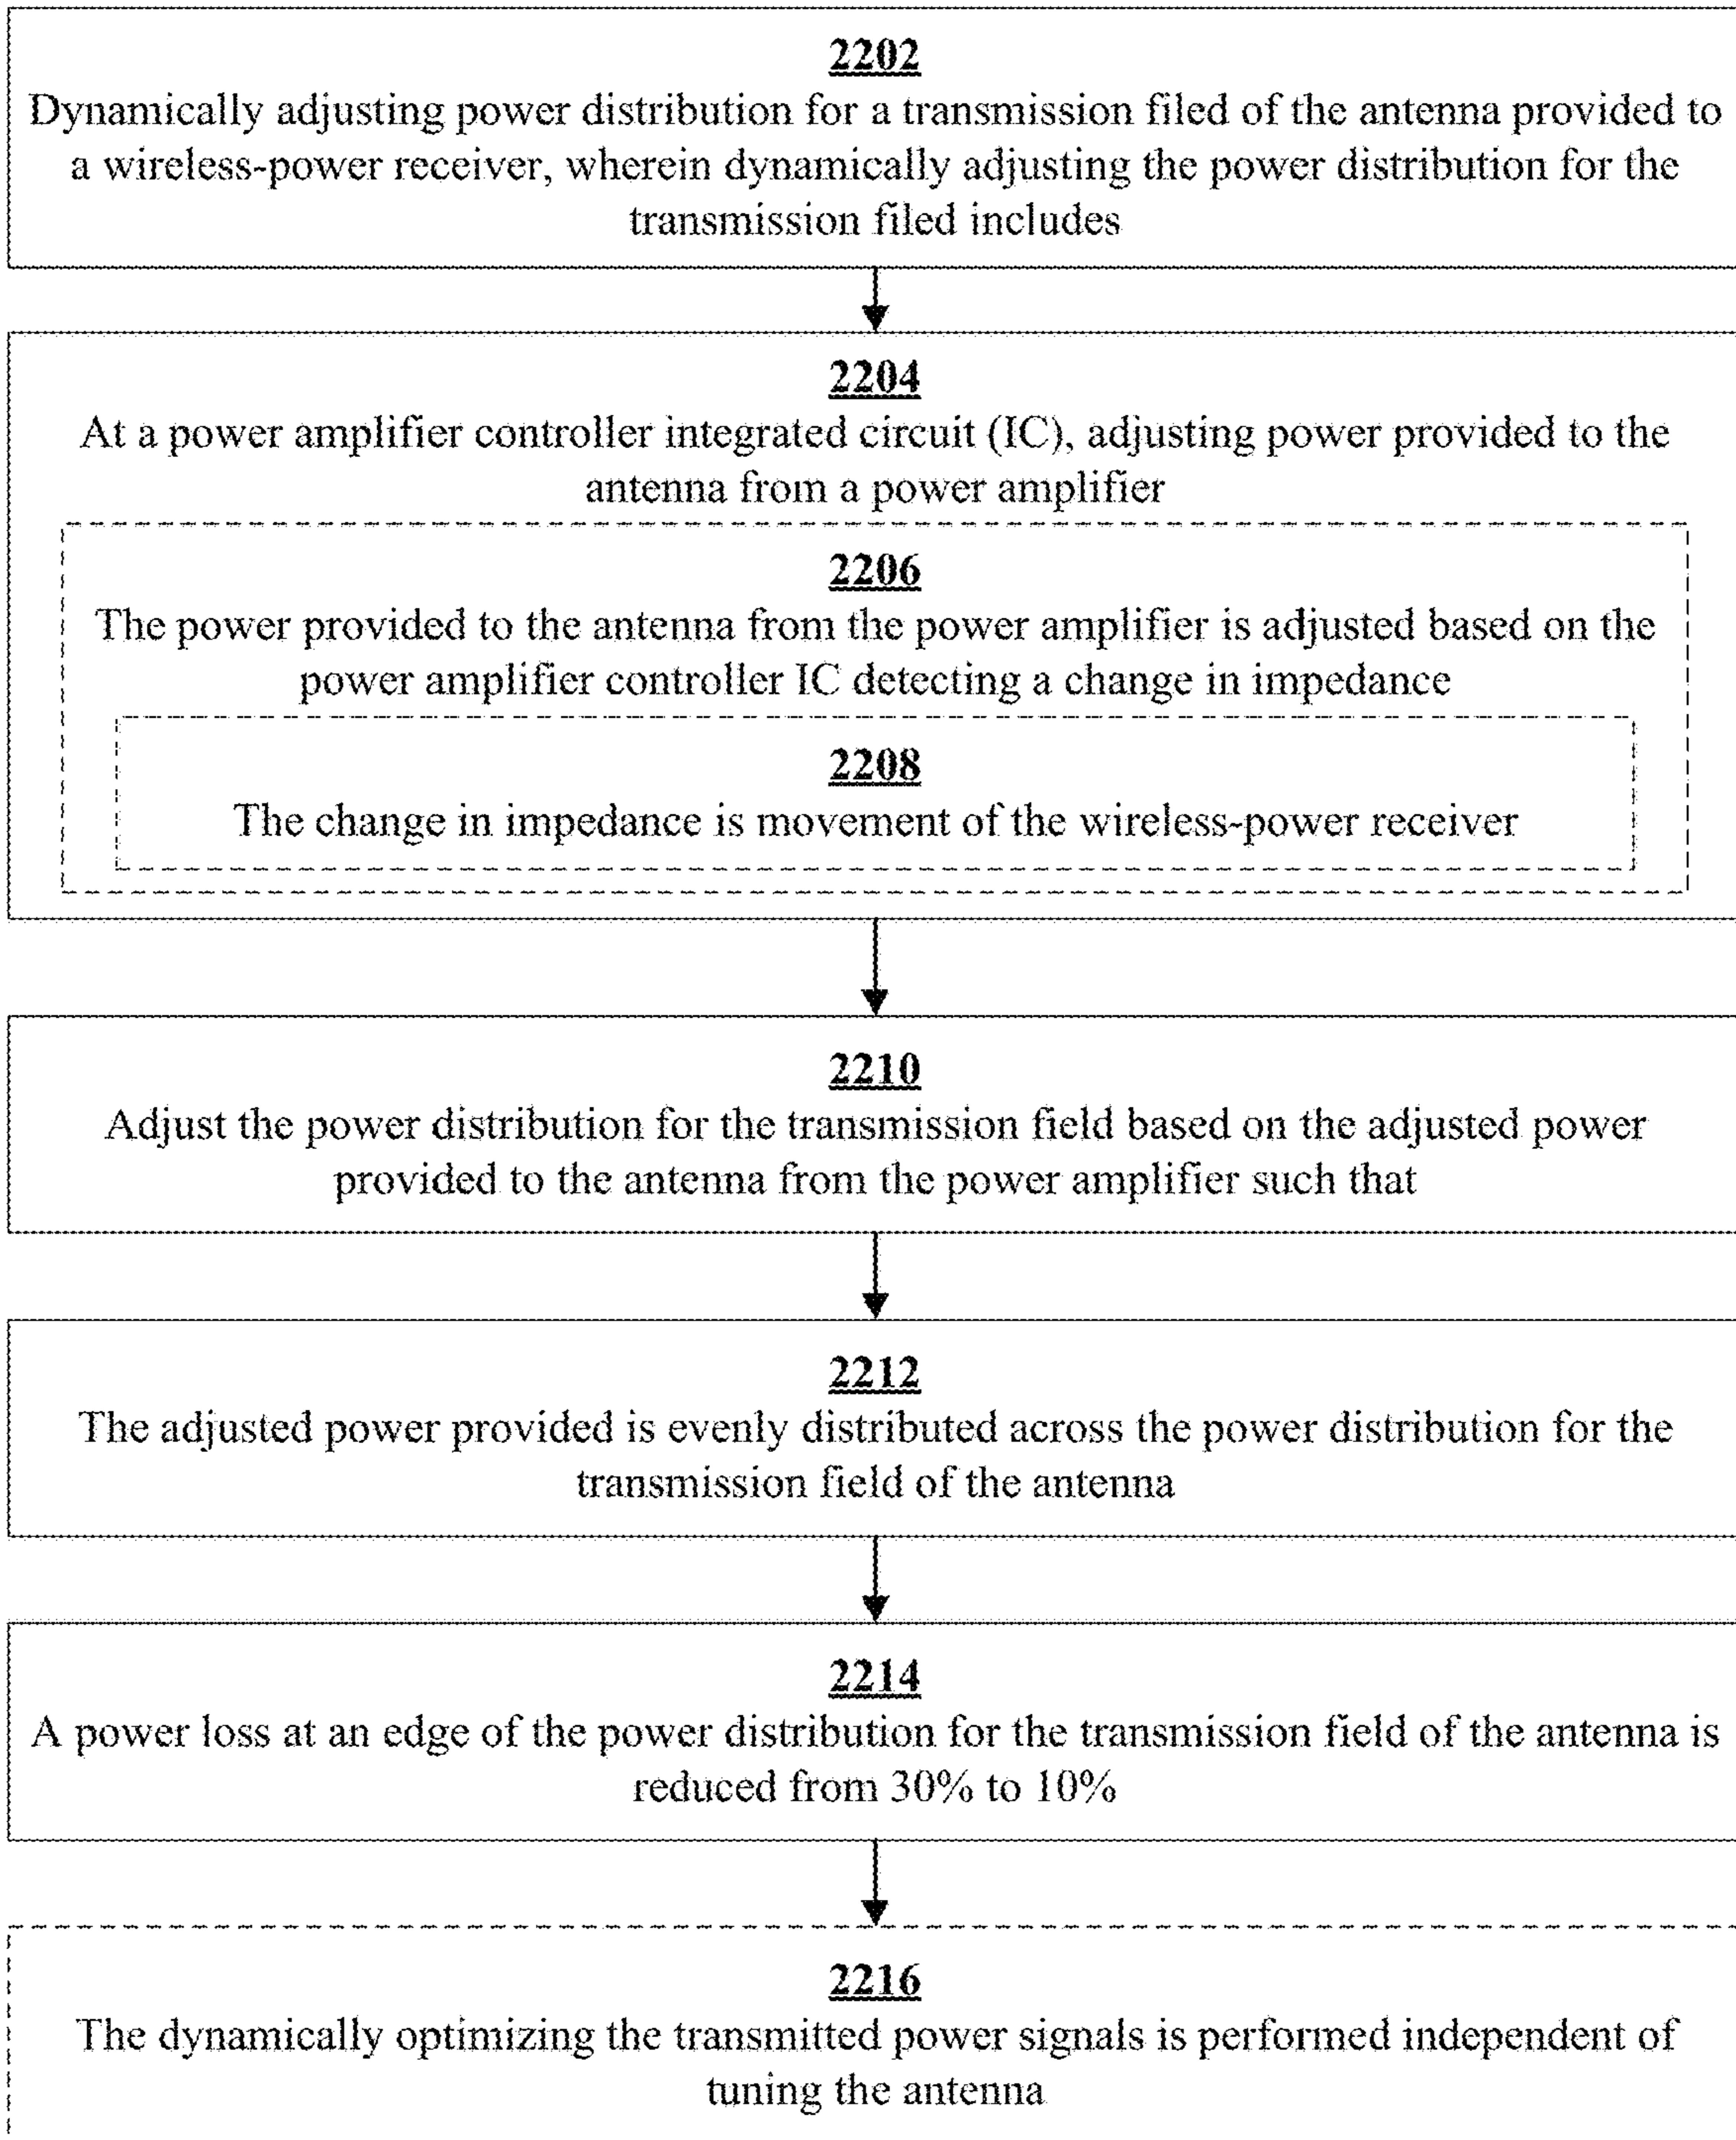 2202
Dynamically adjusting power distribution for a transmission filed of the antenna provided to
a wireless-power receiver, wherein dynamically adjusting the power distribution for the
transmission filed includes
2204
At a power amplifier controller integrated circuit (IC), adjusting power provided to the
antenna from a power amplifier
2206
The power provided to the antenna from the power amplifier is adjusted based on the
power amplifier controller IC detecting a change in impedance
2208
The change in impedance is movement of the wireless-power receiver
2210
Adjust the power distribution for the transmission field based on the adjusted power
provided to the antenna from the power amplifier such that
2212
The adjusted power provided is evenly distributed across the power distribution for the
transmission field of the antenna
2214
A power loss at an edge of the power distribution for the transmission field of the antenna is
reduced from 30% to 10%
2216
The dynamically optimizing the transmitted power signals is performed independent of
tuning the antenna